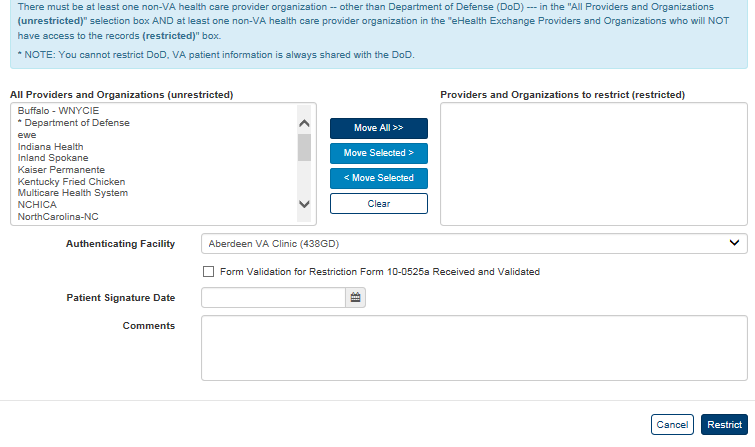 There must be at least one non-VA health care provider organization -- other than Department of Defense (DoD) --- in the "All Providers and Organizations
(unrestricted)" selection box AND at least one non-VA health care provider organization in the "eHealth Exchange Providers and Organizations who will NOT
have access to the records (restricted)" box.
* NOTE: You cannot restrict DoD, VA patient information is always shared with the DoD.
All Providers and Organizations (unrestricted)
Buffalo - WNYCIE
* Department of Defense
ewe
Indiana Health
Inland Spokane
Kaiser Permanente
Kentucky Fried Chicken
Multicare Health System
NCHICA
NorthCarolina-NC
Move All >>
Move Selected >
< Move Selected
Clear
Providers and Organizations to restrict (restricted)
Authenticating Facility
Aberdeen VA Clinic (438GD)
Form Validation for Restriction Form 10-0525a Received and Validated
Patient Signature Date
Comments
Cancel
Restrict